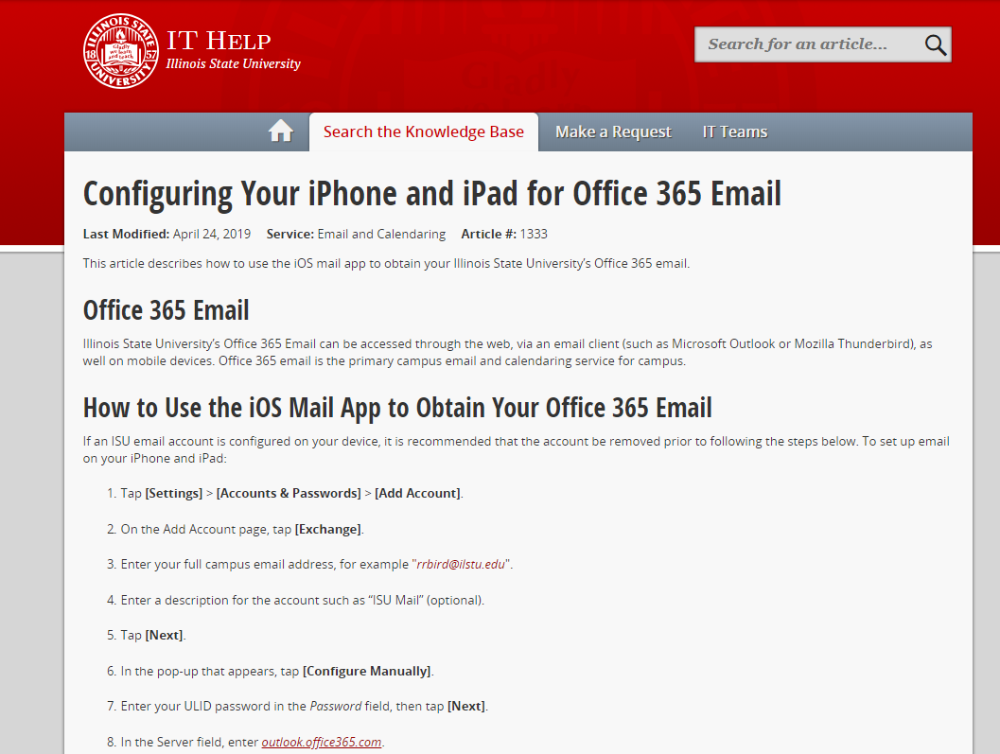 ILLINOIS STATE UNIVERSITY
18 57
Gladly
we learn
and teach
IT HELP
Illinois State University
Search for an article...
Search the Knowledge Base
Make a Request
IT Teams
Configuring Your iPhone and iPad for Office 365 Email
Last Modified: April 24, 2019 Service: Email and Calendaring Article #: 1333
This article describes how to use the iOS mail app to obtain your Illinois State University’s Office 365 email.
Office 365 Email
Illinois State University’s Office 365 Email can be accessed through the web, via an email client (such as Microsoft Outlook or Mozilla Thunderbird), as
well on mobile devices. Office 365 email is the primary campus email and calendaring service for campus.
How to Use the iOS Mail App to Obtain Your Office 365 Email
If an ISU email account is configured on your device, it is recommended that the account be removed prior to following the steps below. To set up email
on your iPhone and iPad:
1. Tap [Settings] > [Accounts & Passwords] > [Add Account].
2. On the Add Account page, tap [Exchange].
3. Enter your full campus email address, for example "rrbird@ilstu.edu".
4. Enter a description for the account such as “ISU Mail” (optional).
5. Tap [Next].
6. In the pop-up that appears, tap [Configure Manually].
7. Enter your ULID password in the Password field, then tap [Next].
8. In the Server field, enter outlook.office365.com.